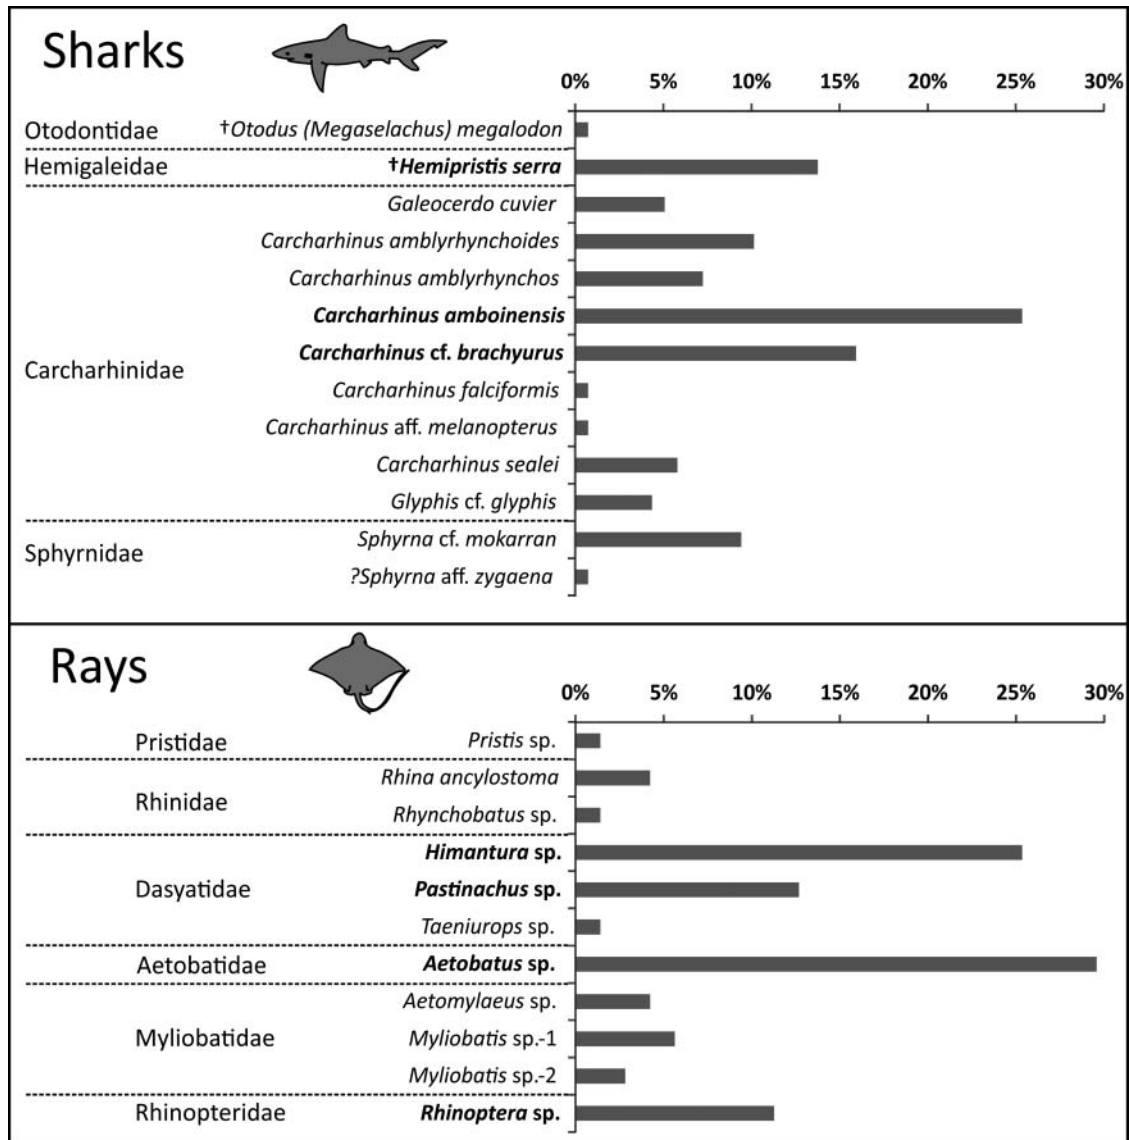 Sharks
0% 5% 10% 15% 20% 25% 30%
Otodontidae †Otodus (Megaselachus) megalodon
Hemigaleidae †Hemipristis serra
Galeocerdo cuvier
Carcharhinus amblyrhynchoides
Carcharhinus amblyrhynchos
Carcharhinus amboinensis
Carcharhinus cf. brachyurus
Carcharhinidae
Carcharhinus falciformis
Carcharhinus aff. melanopterus
Carcharhinus sealei
Glyphis cf. glyphis
Sphyrna cf. mokarran
Sphyrnidae
?Sphyrna aff. zygaena
Rays
0% 5% 10% 15% 20% 25% 30%
Pristidae Pristis sp.
Rhina ancylostoma
Rhinidae
Rhynchobatus sp.
Himantura sp.
Dasyatidae Pastinachus sp.
Taeniurops sp.
Aetobatidae Aetobatus sp.
Aetomylaeus sp.
Myliobatidae Myliobatis sp.-1
Myliobatis sp.-2
Rhinopteridae Rhinoptera sp.